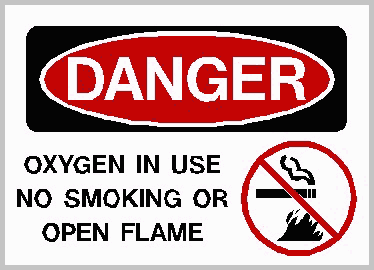 DANGER
OXYGEN IN USE
NO SMOKING OR
OPEN FLAME